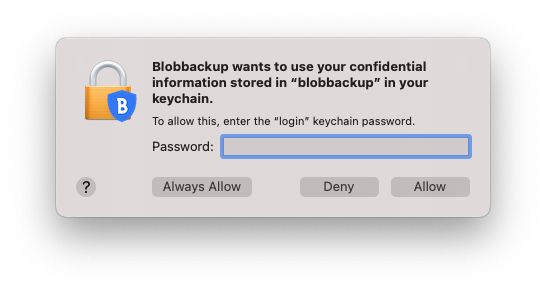 Blobbackup wants to use your confidential
information stored in “blobbackup” in your
keychain.
To allow this, enter the “login” keychain password.
Password:
?
Always Allow
Deny
Allow
B